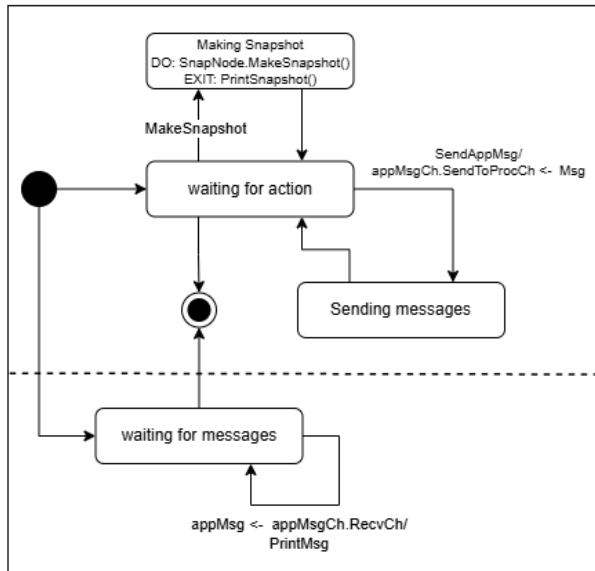 Making Snapshot
DO: SnapNode.MakeSnapshot()
EXIT: PrintSnapshot()
MakeSnapshot
SendAppMsg/
appMsgCh.SendToProcCh <- Msg
waiting for action
Sending messages
waiting for messages
appMsg <- appMsgCh.RecvCh/
PrintMsg